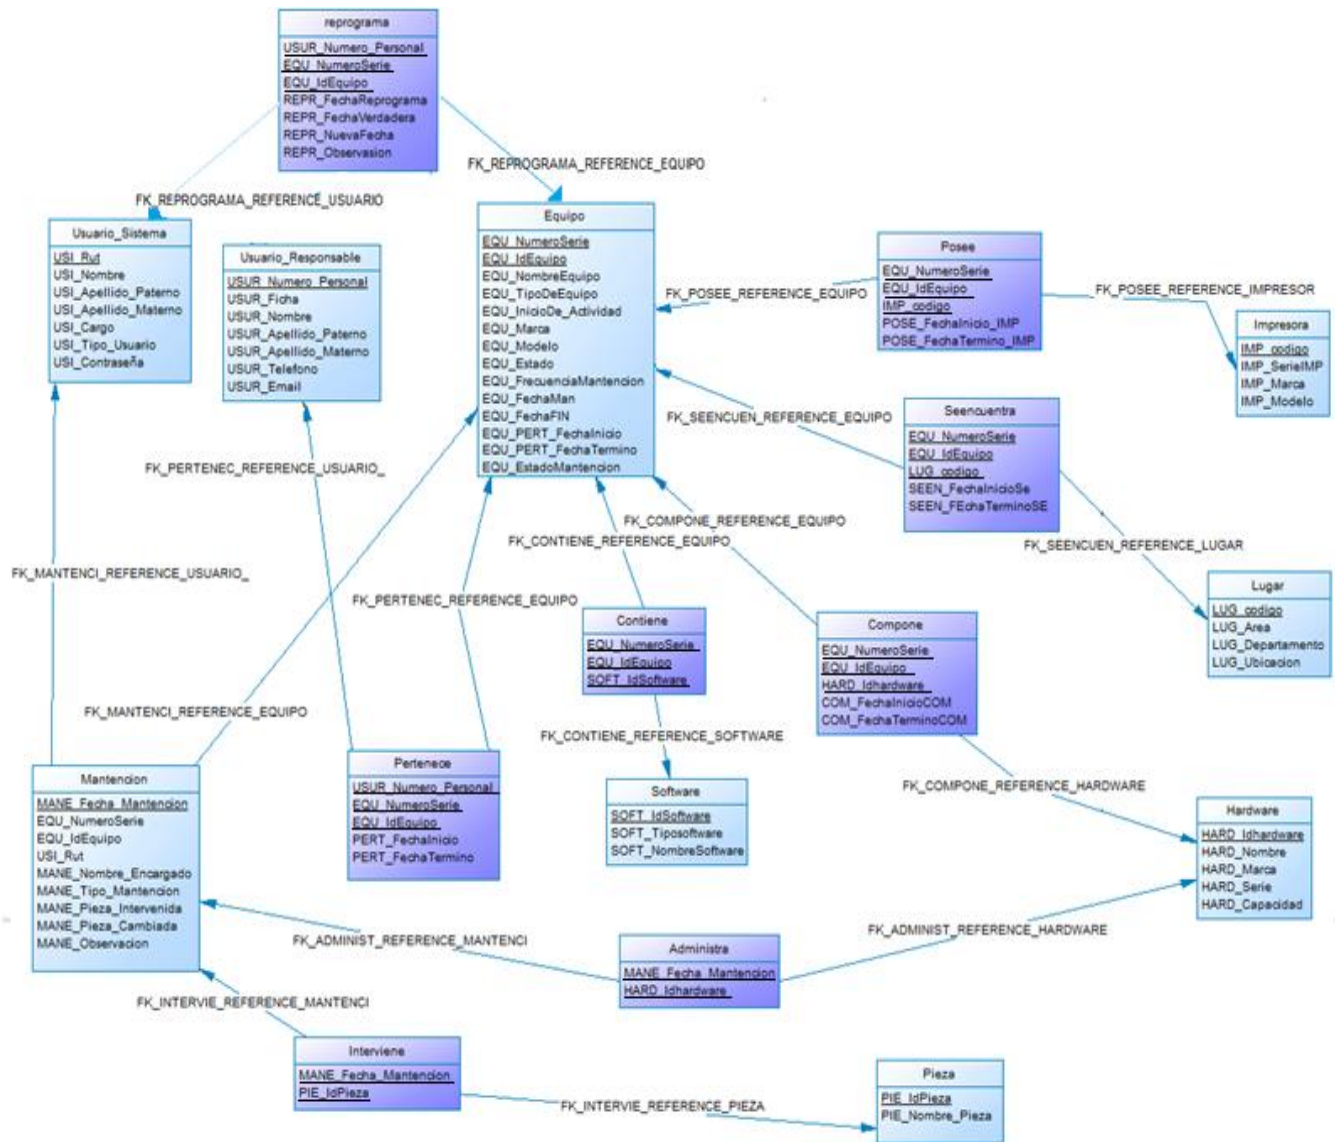 reprograma
USUR_Numero_Personal
EQU_NumeroSerie
EQU_IdEquipo
REPR_FechaReprograma
REPR_FechaVerdadera
REPR_NuevaFecha
REPR_Observasion
FK_REPROGRAMA_REFERENCE_EQUIPO
FK_REPROGRAMA_REFERENCE_USUARIO
Usuario_Sistema
USI_Rut
USI_Nombre
USI_Apellido_Paterno
USI_Apellido_Materno
USI_Cargo
USI_Tipo_Usuario
USI_Contraseña
Usuario_Responsable
USUR_Numero_Personal
USUR_Ficha
USUR_Nombre
USUR_Apellido_Paterno
USUR_Apellido_Materno
USUR_Telefono
USUR_Email
Equipo
EQU_NumeroSerie
EQU_IdEquipo
EQU_NombreEquipo
EQU_TipoDeEquipo
EQU_InicioDe_Actividad
EQU_Marca
EQU_Modelo
EQU_Estado
EQU_FrecuenciaMantencion
EQU_FechaMan
EQU_FechaFIN
EQU_PERT_FechaInicio
EQU_PERT_FechaTermino
EQU_EstadoMantencion
FK_POSEE_REFERENCE_EQUIPO
Posee
EQU_NumeroSerie
EQU_IdEquipo
IMP_codigo
POSE_FechaInicio_IMP
POSE_FechaTermino_IMP
FK_POSEE_REFERENCE_IMPRESOR
Impresora
IMP_codigo
IMP_SerieIMP
IMP_Marca
IMP_Modelo
FK_SEENCUEN_REFERENCE_EQUIPO
Seencuentra
EQU_NumeroSerie
EQU_IdEquipo
LUG_codigo
SEEN_FechaInicioSe
SEEN_FEchaTerminoSE
FK_SEENCUEN_REFERENCE_LUGAR
Lugar
LUG_codigo
LUG_Area
LUG_Departamento
LUG_Ubicacion
FK_PERTENEC_REFERENCE_USUARIO_
FK_COMPONE_REFERENCE_EQUIPO
FK_CONTIENE_REFERENCE_EQUIPO
FK_MANTENCI_REFERENCE_USUARIO_
FK_PERTENEC_REFERENCE_EQUIPO
Contiene
EQU_NumeroSerie
EQU_IdEquipo
SOFT_IdSoftware
Compone
EQU_NumeroSerie
EQU_IdEquipo
HARD_Idhardware
COM_FechaInicioCOM
COM_FechaTerminoCOM
FK_MANTENCI_REFERENCE_EQUIPO
FK_CONTIENE_REFERENCE_SOFTWARE
FK_COMPONE_REFERENCE_HARDWARE
Mantencion
MANE_Fecha_Mantencion
EQU_NumeroSerie
EQU_IdEquipo
USI_Rut
MANE_Nombre_Encargado
MANE_Tipo_Mantencion
MANE_Pieza_Intervenida
MANE_Pieza_Cambiada
MANE_Observacion
Pertenece
USUR_Numero_Personal
EQU_NumeroSerie
EQU_IdEquipo
PERT_FechaInicio
PERT_FechaTermino
Software
SOFT_IdSoftware
SOFT_Tiposoftware
SOFT_NombreSoftware
Hardware
HARD_Idhardware
HARD_Nombre
HARD_Marca
HARD_Serie
HARD_Capacidad
FK_ADMINIST_REFERENCE_MANTENCI
Administra
MANE_Fecha_Mantencion
HARD_Idhardware
FK_ADMINIST_REFERENCE_HARDWARE
FK_INTERVIE_REFERENCE_MANTENCI
Interviene
MANE_Fecha_Mantencion
PIE_IdPieza
FK_INTERVIE_REFERENCE_PIEZA
Pieza
PIE_IdPieza
PIE_Nombre_Pieza